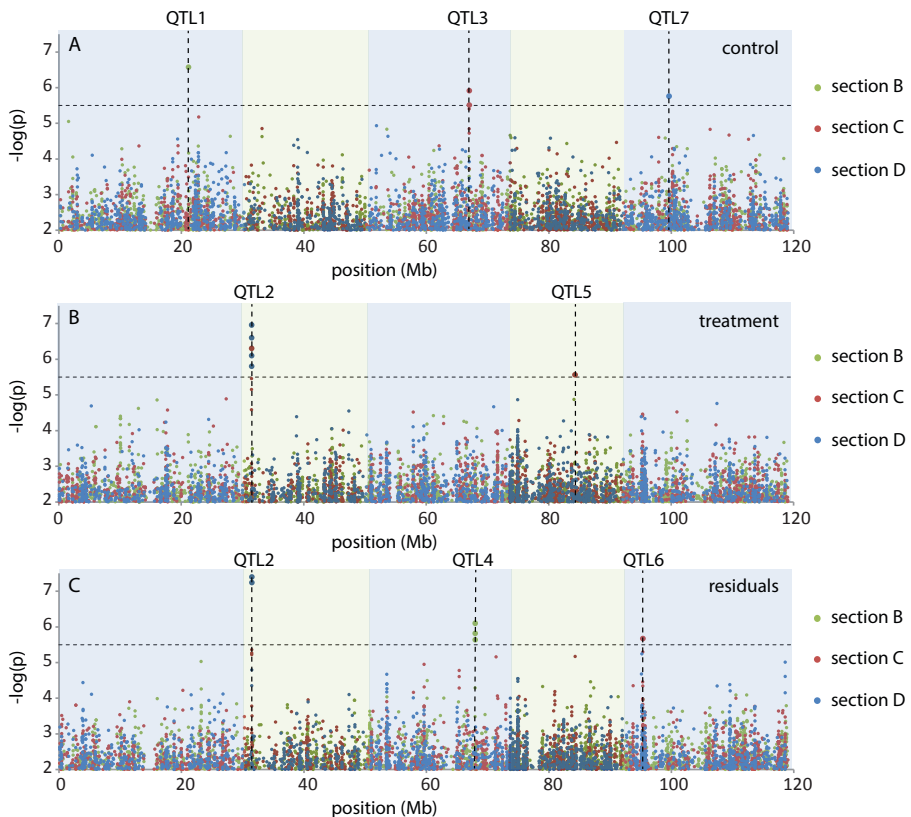 QTL1 QTL3 QTL7
A control
7
6
5
4
3
2
-log(p)
0 20 40 60 80 100 120
position (Mb)
section B
section C
section D
QTL2 QTL5
B treatment
7
6
5
4
3
2
-log(p)
0 20 40 60 80 100 120
position (Mb)
section B
section C
section D
QTL2 QTL4 QTL6
C residuals
7
6
5
4
3
2
-log(p)
0 20 40 60 80 100 120
position (Mb)
section B
section C
section D